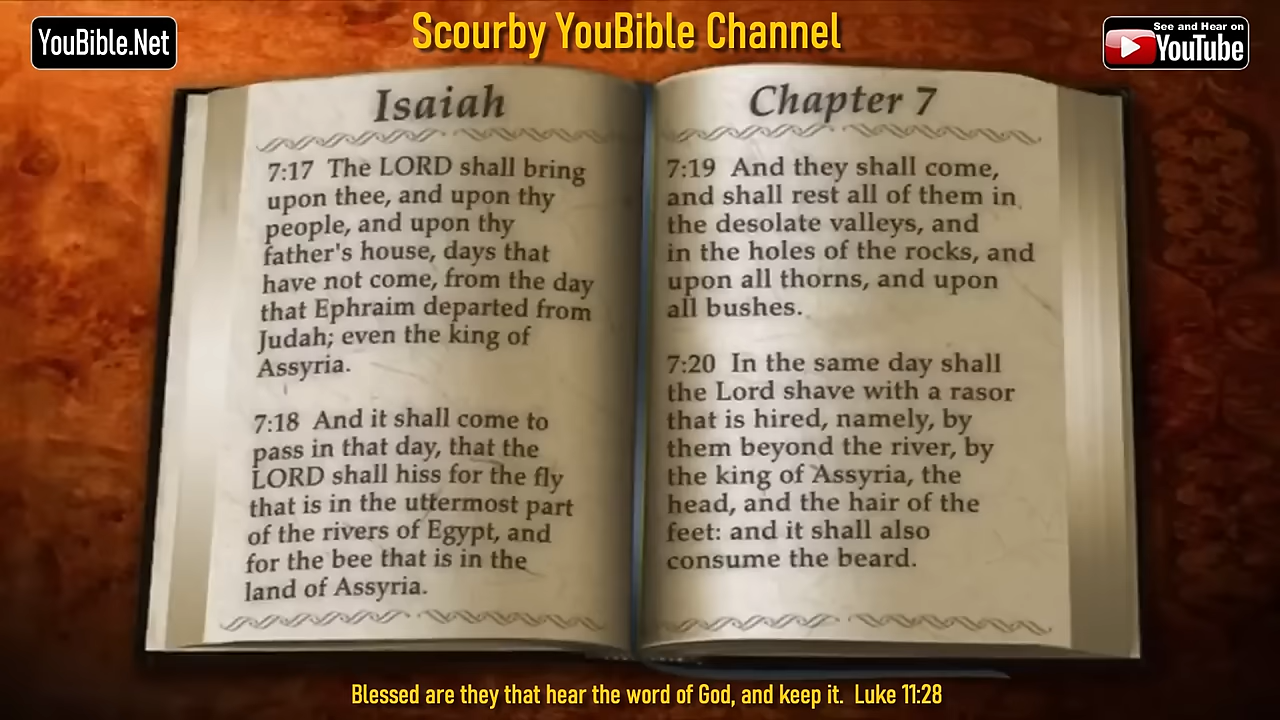 YouBible.Net
Scourby YouBible Channel
See and Hear on
YouTube
Isaiah
7:17 The LORD shall bring
upon thee, and upon thy
people, and upon thy
father's house, days that
have not come, from the day
that Ephraim departed from
Judah; even the king of
Assyria.
7:18 And it shall come to
pass in that day, that the
LORD shall hiss for the fly
that is in the uttermost part
of the rivers of Egypt, and
for the bee that is in the
land of Assyria.
Chapter 7
7:19 And they shall come,
and shall rest all of them in
the desolate valleys, and
in the holes of the rocks, and
upon all thorns, and upon
all bushes.
7:20 In the same day shall
the Lord shave with a rasor
that is hired, namely, by
them beyond the river, by
the king of Assyria, the
head, and the hair of the
feet: and it shall also
consume the beard.
Blessed are they that hear the word of God, and keep it. Luke 11:28